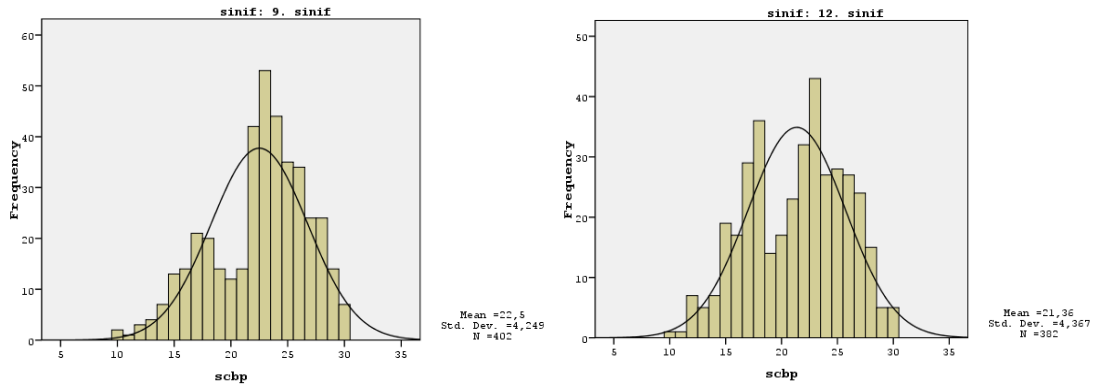 sinif: 9. sinif
Frequency
60
50
40
30
20
10
0
5 10 15 20 25 30 35
scbp
Mean =22,5
Std. Dev. =4,249
N =402
sinif: 12. sinif
Frequency
50
40
30
20
10
0
5 10 15 20 25 30 35
scbp
Mean =21,36
Std. Dev. =4,367
N =382